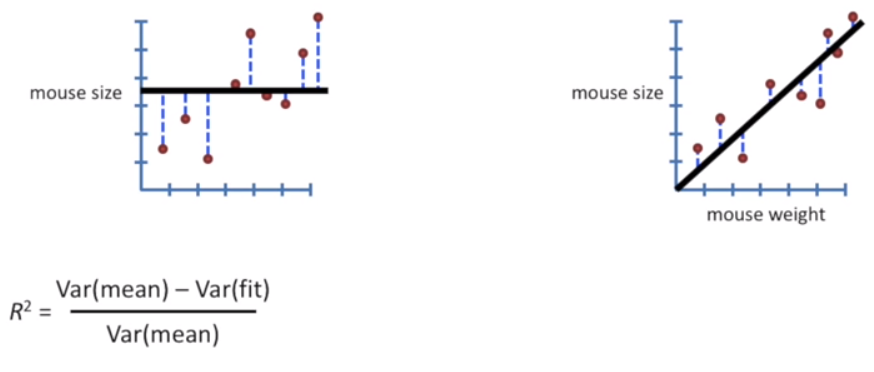 mouse size
mouse size
mouse weight
Var(mean) – Var(fit)
R² =
Var(mean)